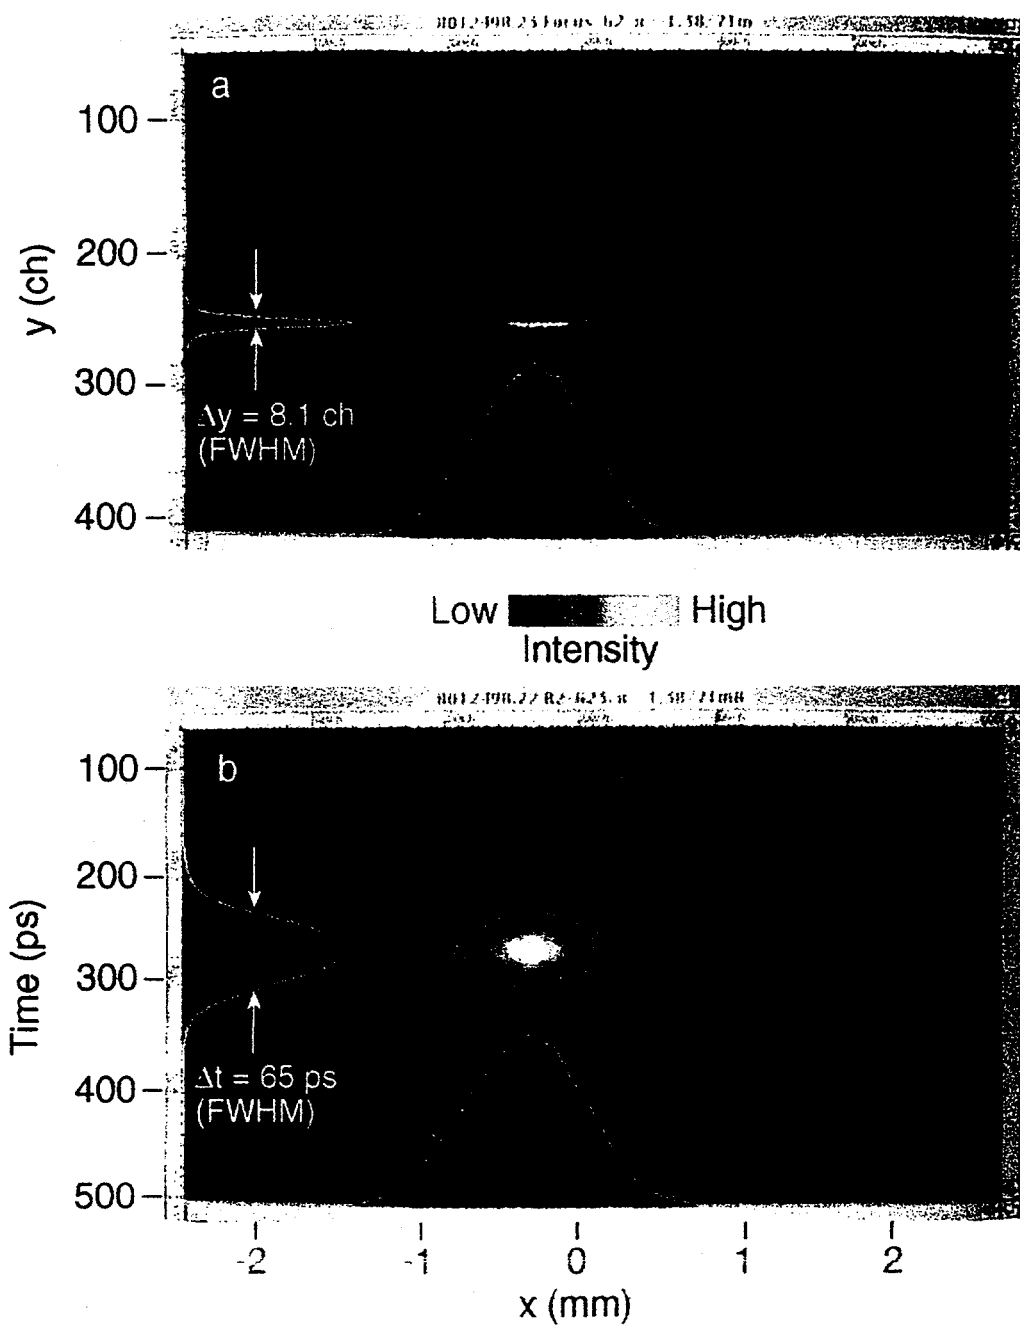 a
100
200
300
400
y (ch)
Δy = 8.1 ch
(FWHM)
Low High
Intensity
b
100
200
300
400
500
Time (ps)
Δt = 65 ps
(FWHM)
-2 -1 0 1 2
x (mm)